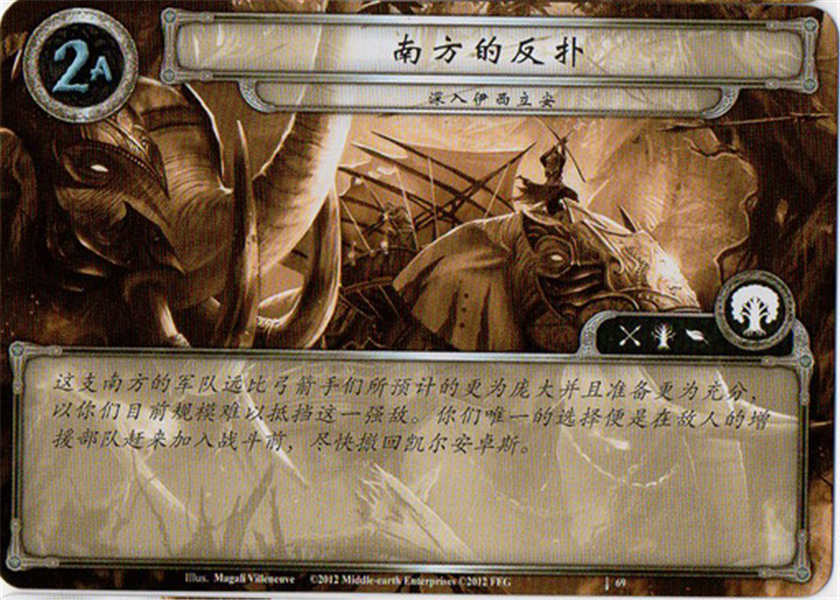 2A
南方的反扑
深入伊西立安
这支南方的军队远比弓箭手们所预计的更为庞大并且准备更为充分，
以你们目前规模难以抵挡这一强敌。你们唯一的选择便是在敌人的增
援部队赶来加入战斗前，尽快撤回凯尔安卓斯。
Illus. Magali Villeneuve ©2012 Middle-earth Enterprises ©2012 FFG 69